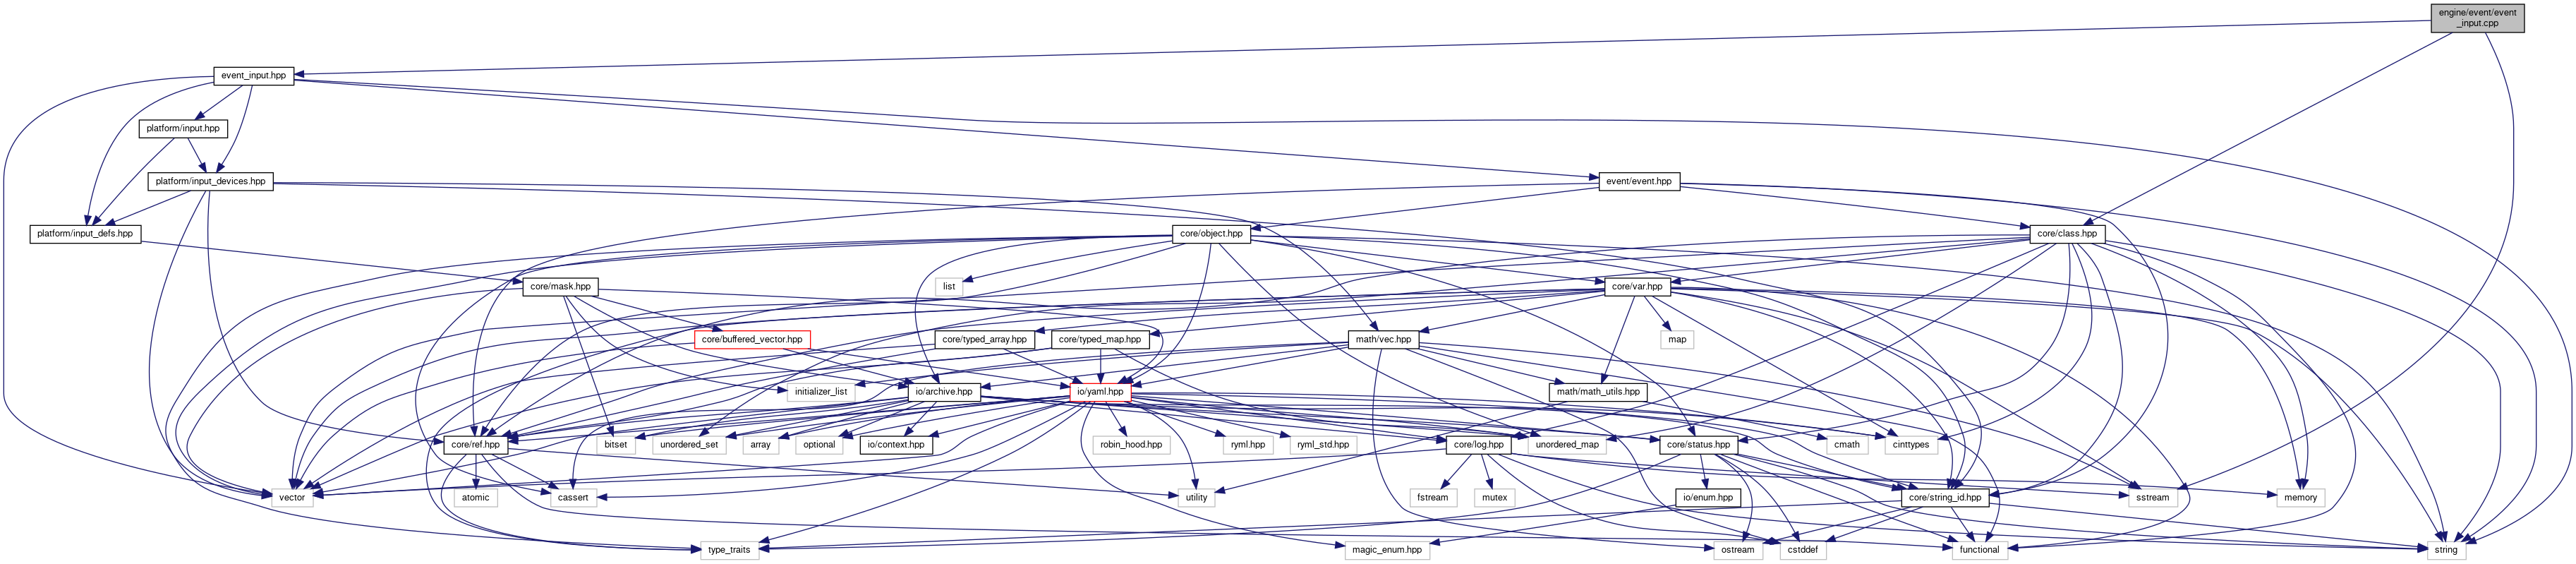 engine/event/event
_input.cpp
event_input.hpp
platform/input.hpp
platform/input_devices.hpp
event/event.hpp
platform/input_defs.hpp
core/object.hpp
core/class.hpp
core/mask.hpp
list
core/var.hpp
core/buffered_vector.hpp
core/typed_array.hpp
core/typed_map.hpp
math/vec.hpp
map
initializer_list
io/archive.hpp
io/yaml.hpp
math/math_utils.hpp
core/ref.hpp
bitset
unordered_set
array
optional
io/context.hpp
robin_hood.hpp
ryml.hpp
ryml_std.hpp
core/log.hpp
unordered_map
core/status.hpp
cmath
cinttypes
vector
atomic
cassert
utility
fstream
mutex
io/enum.hpp
core/string_id.hpp
sstream
memory
type_traits
magic_enum.hpp
ostream
cstddef
functional
string